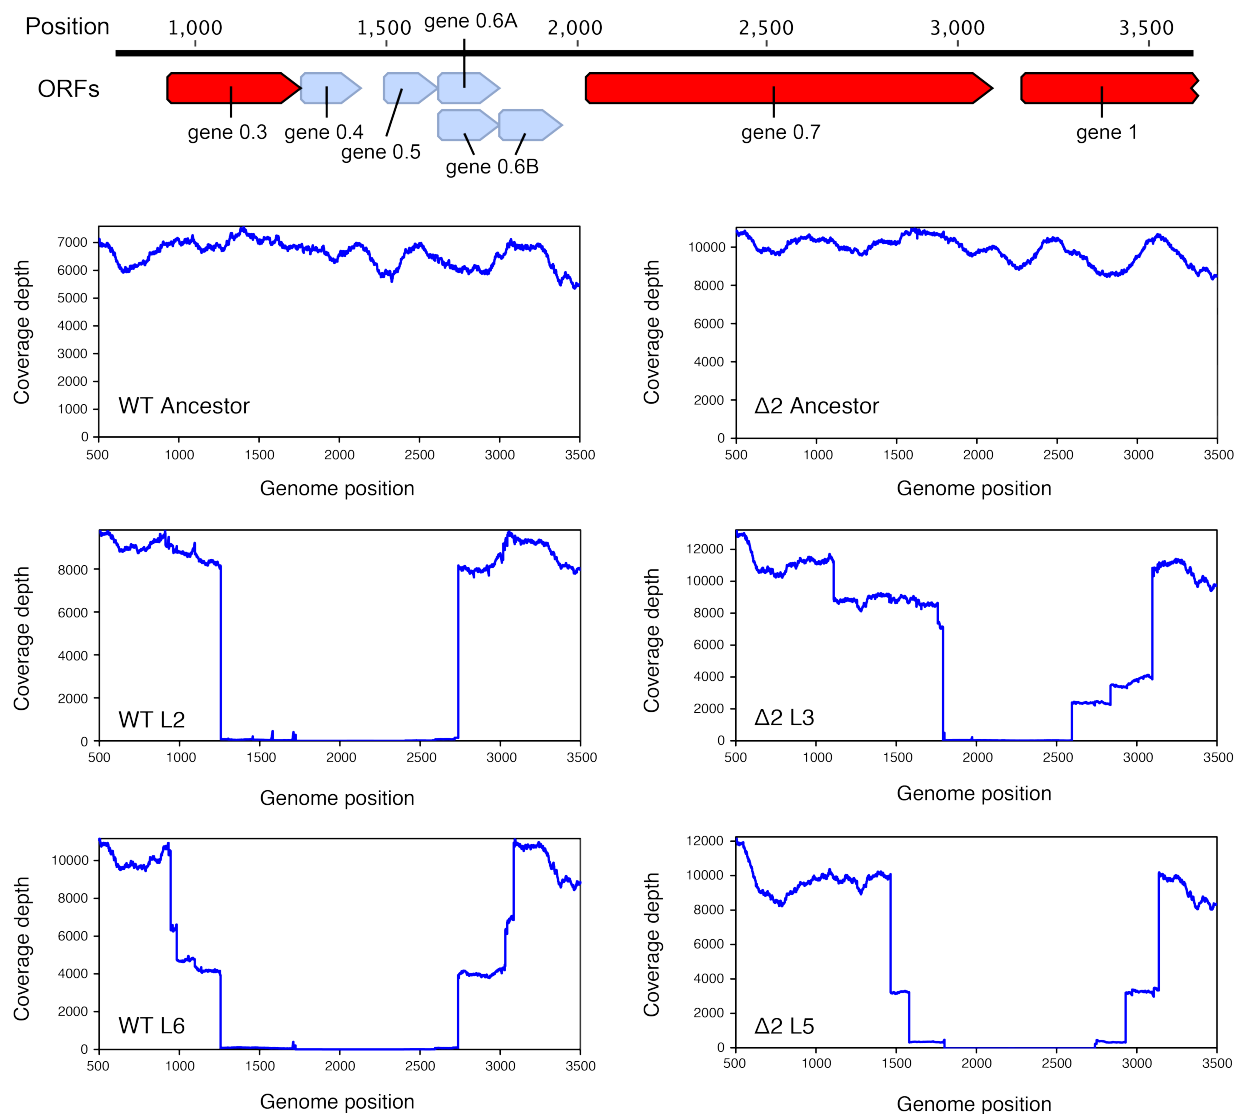 Position 1,000 1,500 gene 0.6A 2,000 2,500 3,000 3,500
ORFs
gene 0.3 gene 0.4 gene 0.5 gene 0.6B gene 0.7 gene 1
Coverage depth
7000
6000
5000
4000
3000
2000
1000
0
WT Ancestor
500 1000 1500 2000 2500 3000 3500
Genome position
Coverage depth
10000
8000
6000
4000
2000
0
Δ2 Ancestor
500 1000 1500 2000 2500 3000 3500
Genome position
Coverage depth
8000
6000
4000
2000
0
WT L2
500 1000 1500 2000 2500 3000 3500
Genome position
Coverage depth
12000
10000
8000
6000
4000
2000
0
Δ2 L3
500 1000 1500 2000 2500 3000 3500
Genome position
Coverage depth
10000
8000
6000
4000
2000
0
WT L6
500 1000 1500 2000 2500 3000 3500
Genome position
Coverage depth
12000
10000
8000
6000
4000
2000
0
Δ2 L5
500 1000 1500 2000 2500 3000 3500
Genome position